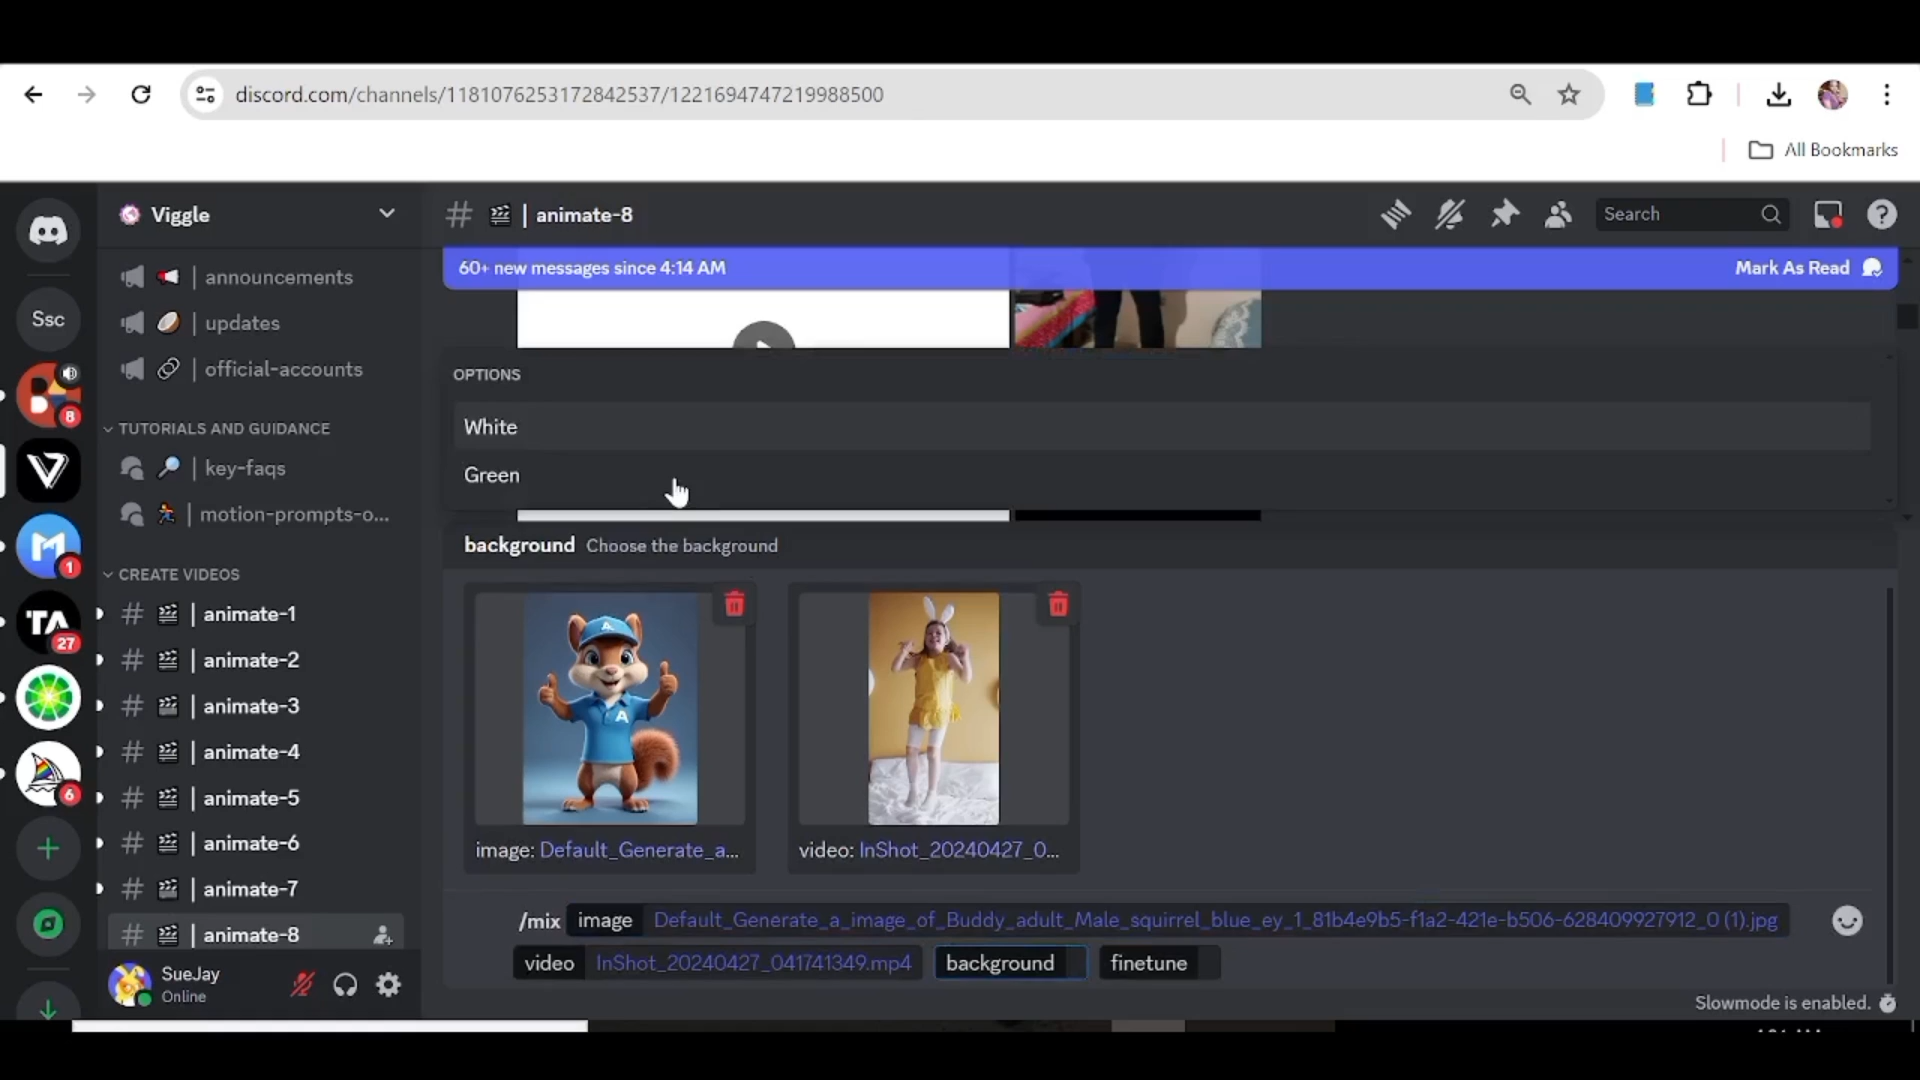 discord.com/channels/1181076253172842537/1221694747219988500
All Bookmarks
Viggle
| animate-8
Search
60+ new messages since 4:14 AM
Mark As Read
| announcements
Ssc
| updates
| official-accounts
8
TUTORIALS AND GUIDANCE
| key-faqs
| motion-prompts-o...
1
CREATE VIDEOS
| animate-1
TA
27
| animate-2
| animate-3
| animate-4
6
| animate-5
| animate-6
| animate-7
| animate-8
SueJay
Online
OPTIONS
White
Green
background Choose the background
A
A
image: Default_Generate_a...
video: InShot_20240427_0...
/mix image Default_Generate_a_image_of_Buddy_adult_Male_squirrel_blue_ey_1_81b4e9b5-f1a2-421e-b506-628409927912_0 (1).jpg
video InShot_20240427_041741349.mp4 background finetune
Slowmode is enabled.